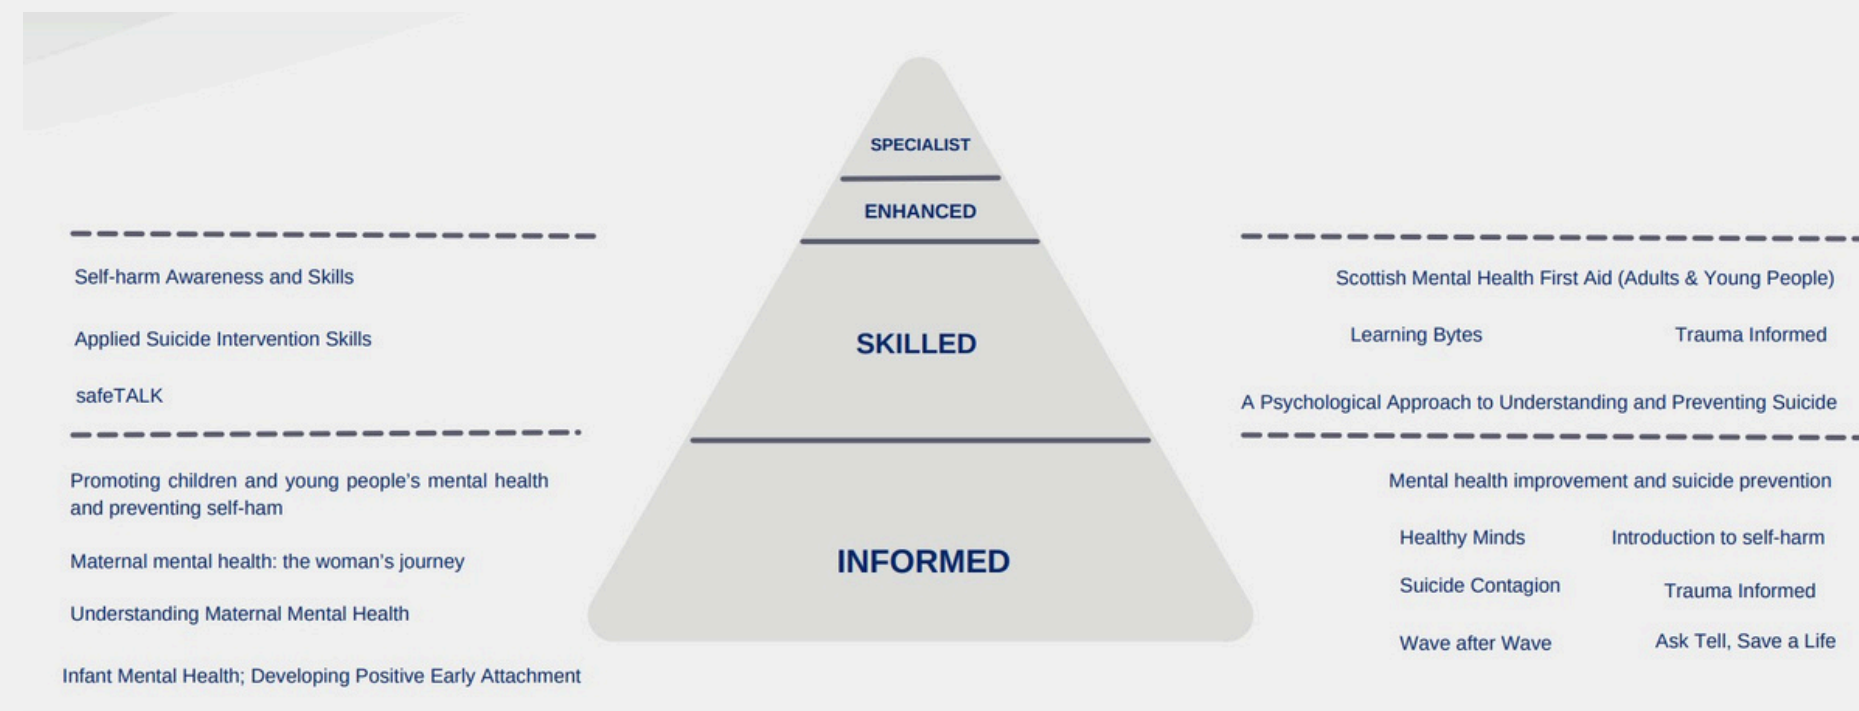 SPECIALIST
ENHANCED
Self-harm Awareness and Skills
Applied Suicide Intervention Skills
safeTALK
SKILLED
Scottish Mental Health First Aid (Adults & Young People)
Learning Bytes
Trauma Informed
A Psychological Approach to Understanding and Preventing Suicide
Promoting children and young people's mental health
and preventing self-ham
Maternal mental health: the woman's journey
Understanding Maternal Mental Health
Infant Mental Health; Developing Positive Early Attachment
INFORMED
Mental health improvement and suicide prevention
Healthy Minds
Introduction to self-harm
Suicide Contagion
Trauma Informed
Wave after Wave
Ask Tell, Save a Life